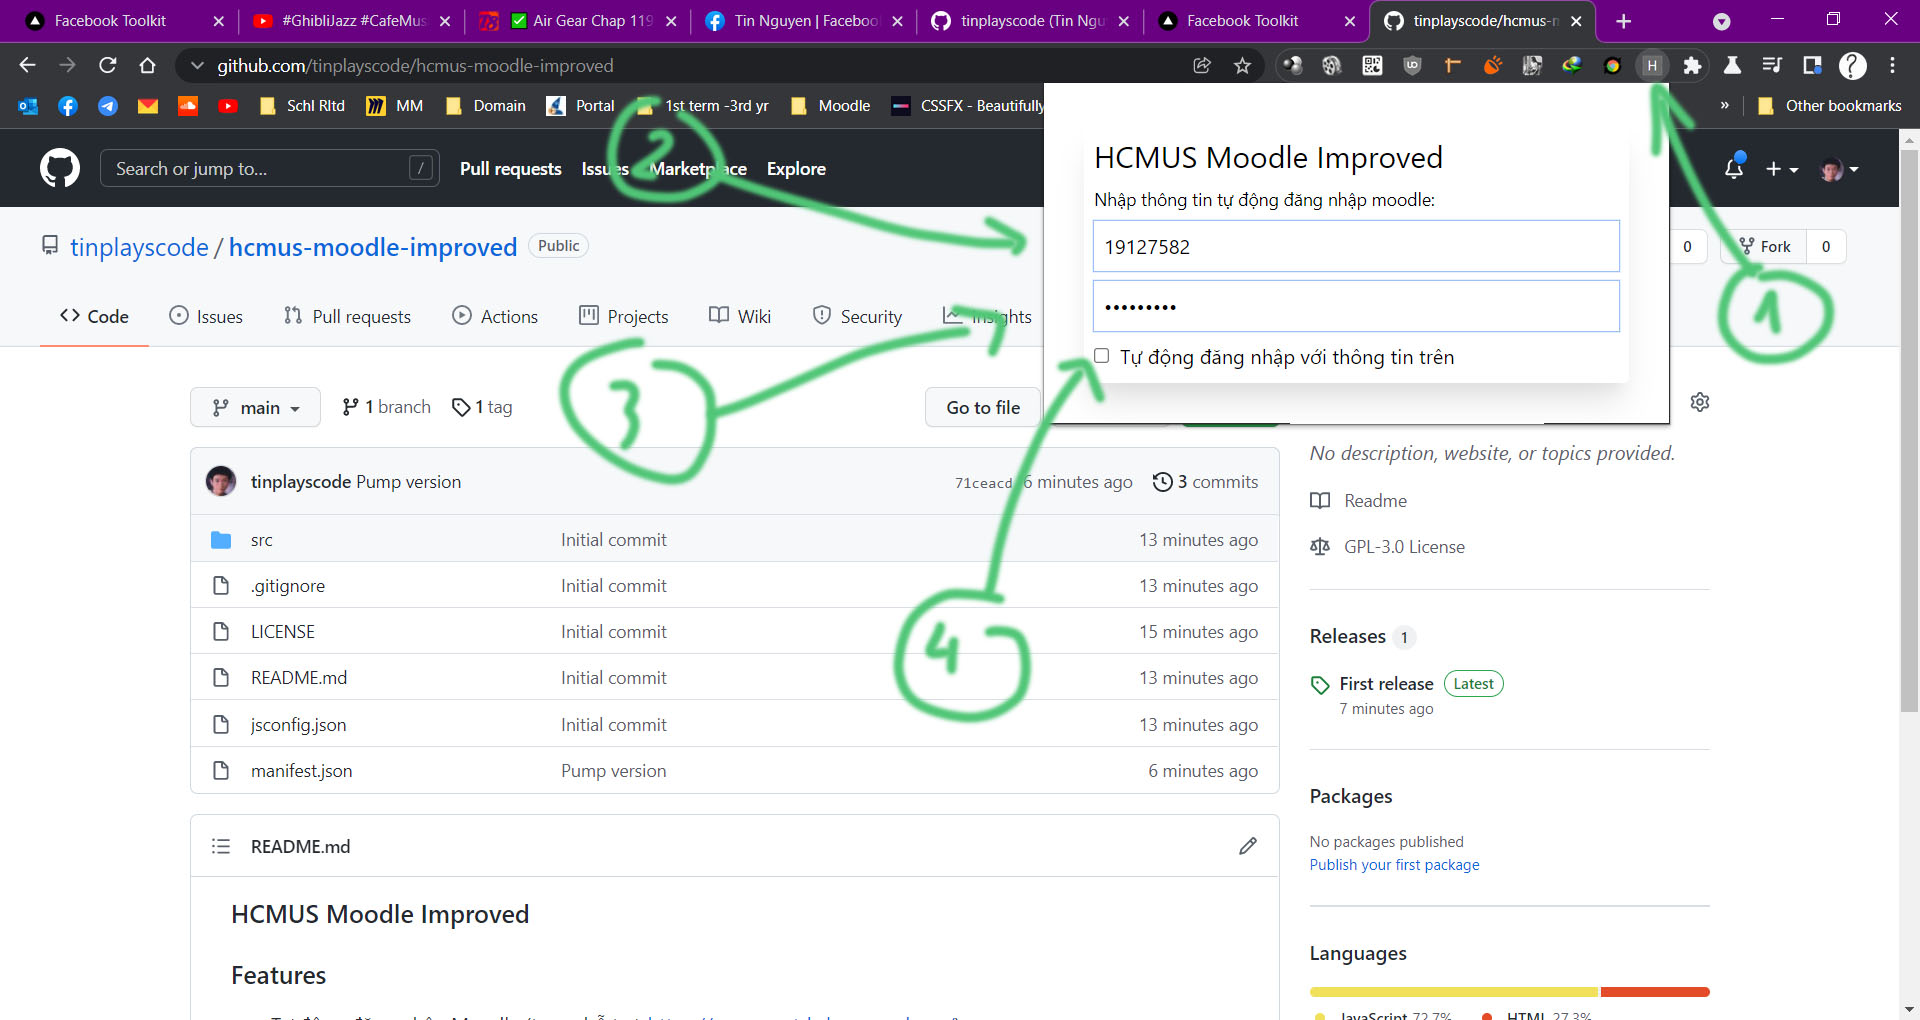 Facebook Toolkit
#GhibliJazz #CafeMus
Air Gear Chap 119
Tin Nguyen | Facebook
tinplayscode (Tin Ngu
Facebook Toolkit
tinplayscode/hcmus-m
github.com/tinplayscode/hcmus-moodle-improved
H
Schl Rltd
MM
Domain
Portal
1st term -3rd yr
Moodle
CSSFX - Beautifully
»
Other bookmarks
Search or jump to...
/
Pull requests
Issues
Marketplace
Explore
2
HCMUS Moodle Improved
Nhập thông tin tự động đăng nhập moodle:
19127582
•••••••••
Tự động đăng nhập với thông tin trên
tinplayscode / hcmus-moodle-improved
Public
0
Fork
0
1
Code
Issues
Pull requests
Actions
Projects
Wiki
Security
Insights
3
main
1 branch
1 tag
Go to file
tinplayscode Pump version
71ceacd
6 minutes ago
3 commits
src Initial commit 13 minutes ago
.gitignore Initial commit 13 minutes ago
LICENSE Initial commit 15 minutes ago
README.md Initial commit 13 minutes ago
jsconfig.json Initial commit 13 minutes ago
manifest.json Pump version 6 minutes ago
4
README.md
HCMUS Moodle Improved
Features
No description, website, or topics provided.
Readme
GPL-3.0 License
Releases 1
First release
Latest
7 minutes ago
Packages
No packages published
Publish your first package
Languages
JavaScript 72.7%
HTML 27.3%